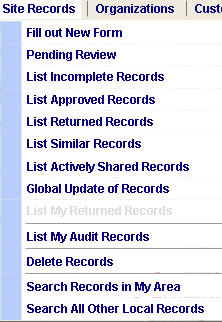 Site Records Organizations Cust
Fill out New Form
Pending Review
List Incomplete Records
List Approved Records
List Returned Records
List Similar Records
List Actively Shared Records
Global Update of Records
List My Returned Records
List My Audit Records
Delete Records
Search Records in My Area
Search All Other Local Records